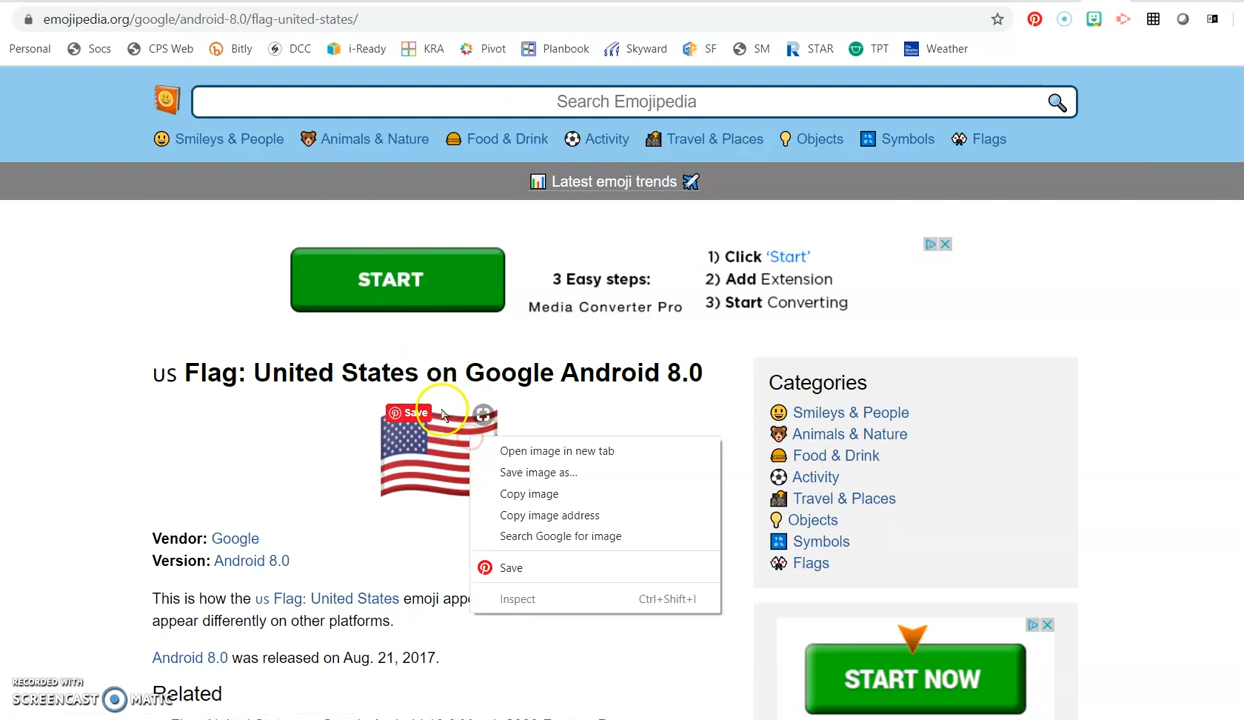 emojipedia.org/google/android-8.0/flag-united-states/
Personal Socs CPS Web Bitly DCC i-Ready KRA Pivot Planbook Skyward SF SM STAR TPT Weather
Search Emojipedia
Smileys & People Animals & Nature Food & Drink Activity Travel & Places Objects Symbols Flags
Latest emoji trends
START
3 Easy steps:
Media Converter Pro
1) Click 'Start'
2) Add Extension
3) Start Converting
US Flag: United States on Google Android 8.0
Save
Open image in new tab
Save image as...
Copy image
Copy image address
Search Google for image
Save
Inspect Ctrl+Shift+I
Vendor: Google
Version: Android 8.0
This is how the US Flag: United States emoji appe
appear differently on other platforms.
Android 8.0 was released on Aug. 21, 2017.
Related
Categories
Smileys & People
Animals & Nature
Food & Drink
Activity
Travel & Places
Objects
Symbols
Flags
START NOW
RECORDED WITH
SCREENCAST MATIC